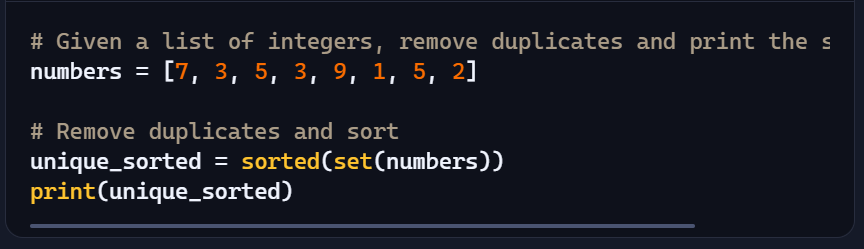 # Given a list of integers, remove duplicates and print the
numbers = [7, 3, 5, 3, 9, 1, 5, 2]
# Remove duplicates and sort
unique_sorted = sorted(set(numbers))
print(unique_sorted)